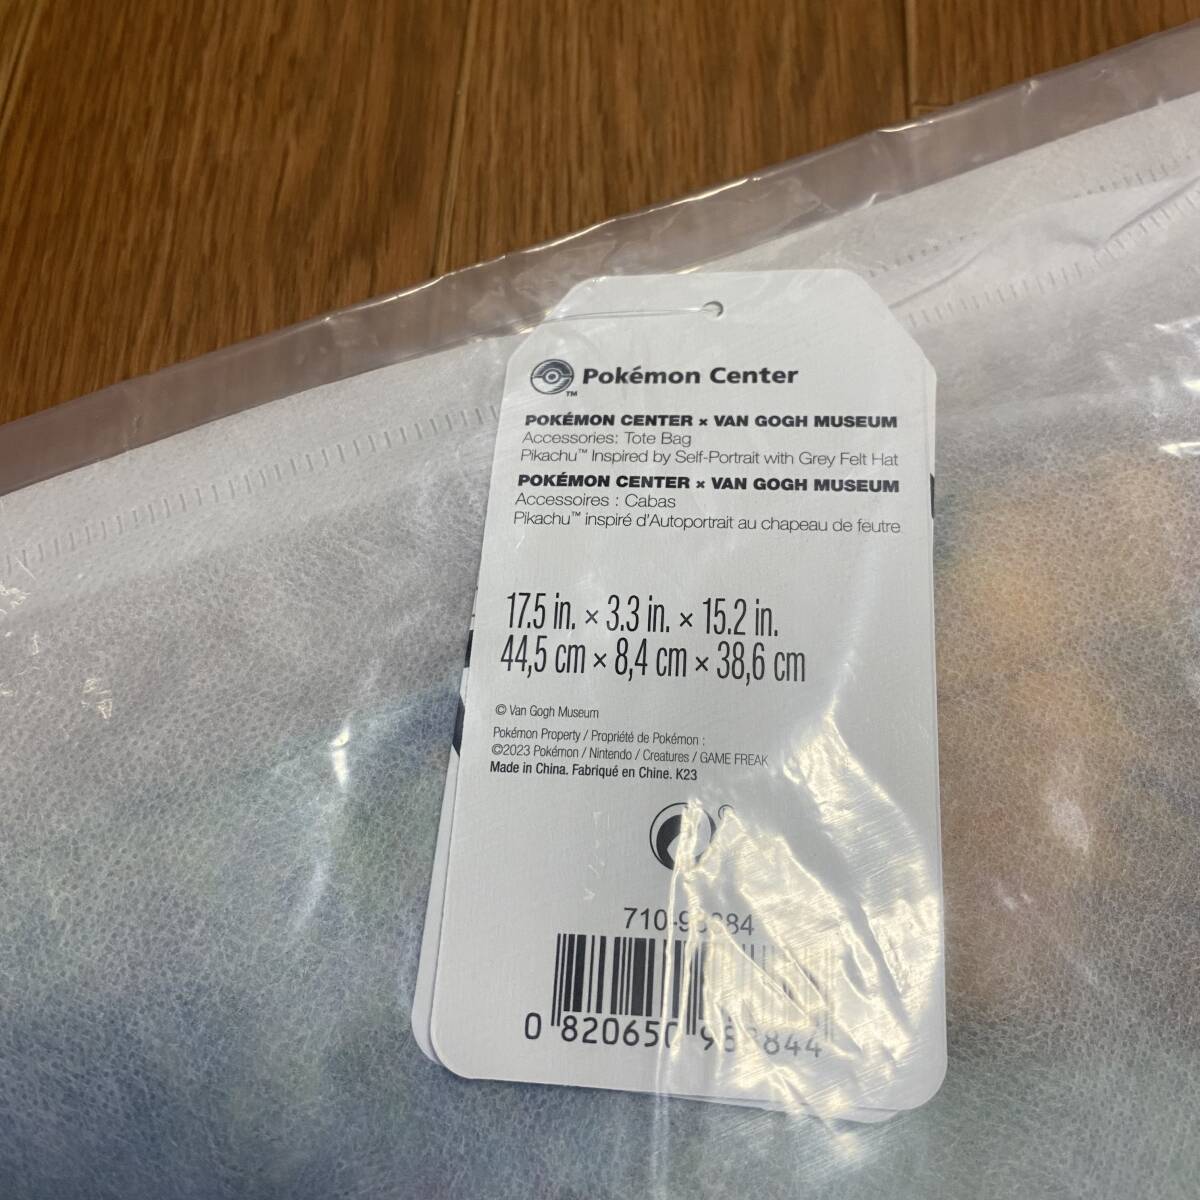 Pokémon Center
TM
POKÉMON CENTER × VAN GOGH MUSEUM
Accessories: Tote Bag
Pikachu™ Inspired by Self-Portrait with Grey Felt Hat
POKÉMON CENTER × VAN GOGH MUSEUM
Accessoires : Cabas
Pikachu™ inspiré d'Autoportrait au chapeau de feutre
17.5 in. × 3.3 in. × 15.2 in.
44,5 cm × 8,4 cm × 38,6 cm
© Van Gogh Museum
Pokémon Property / Propriété de Pokémon :
©2023 Pokémon / Nintendo / Creatures / GAME FREAK
Made in China. Fabriqué en Chine. K23
0 820650